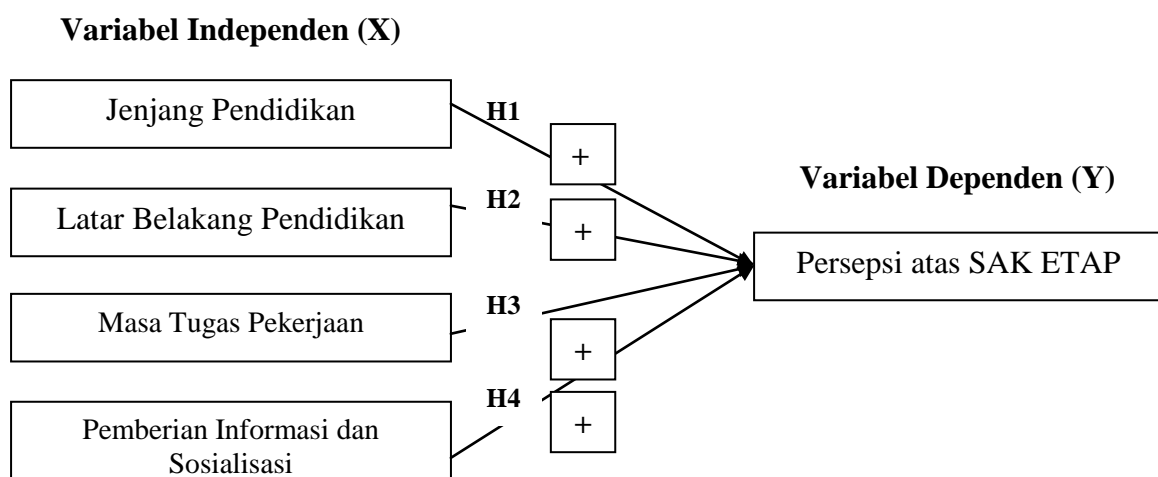 Variabel Independen (X)
Jenjang Pendidikan
H1
+
Variabel Dependen (Y)
Latar Belakang Pendidikan
H2
+
Persepsi atas SAK ETAP
Masa Tugas Pekerjaan
H3
+
H4
+
Pemberian Informasi dan
Sosialisasi